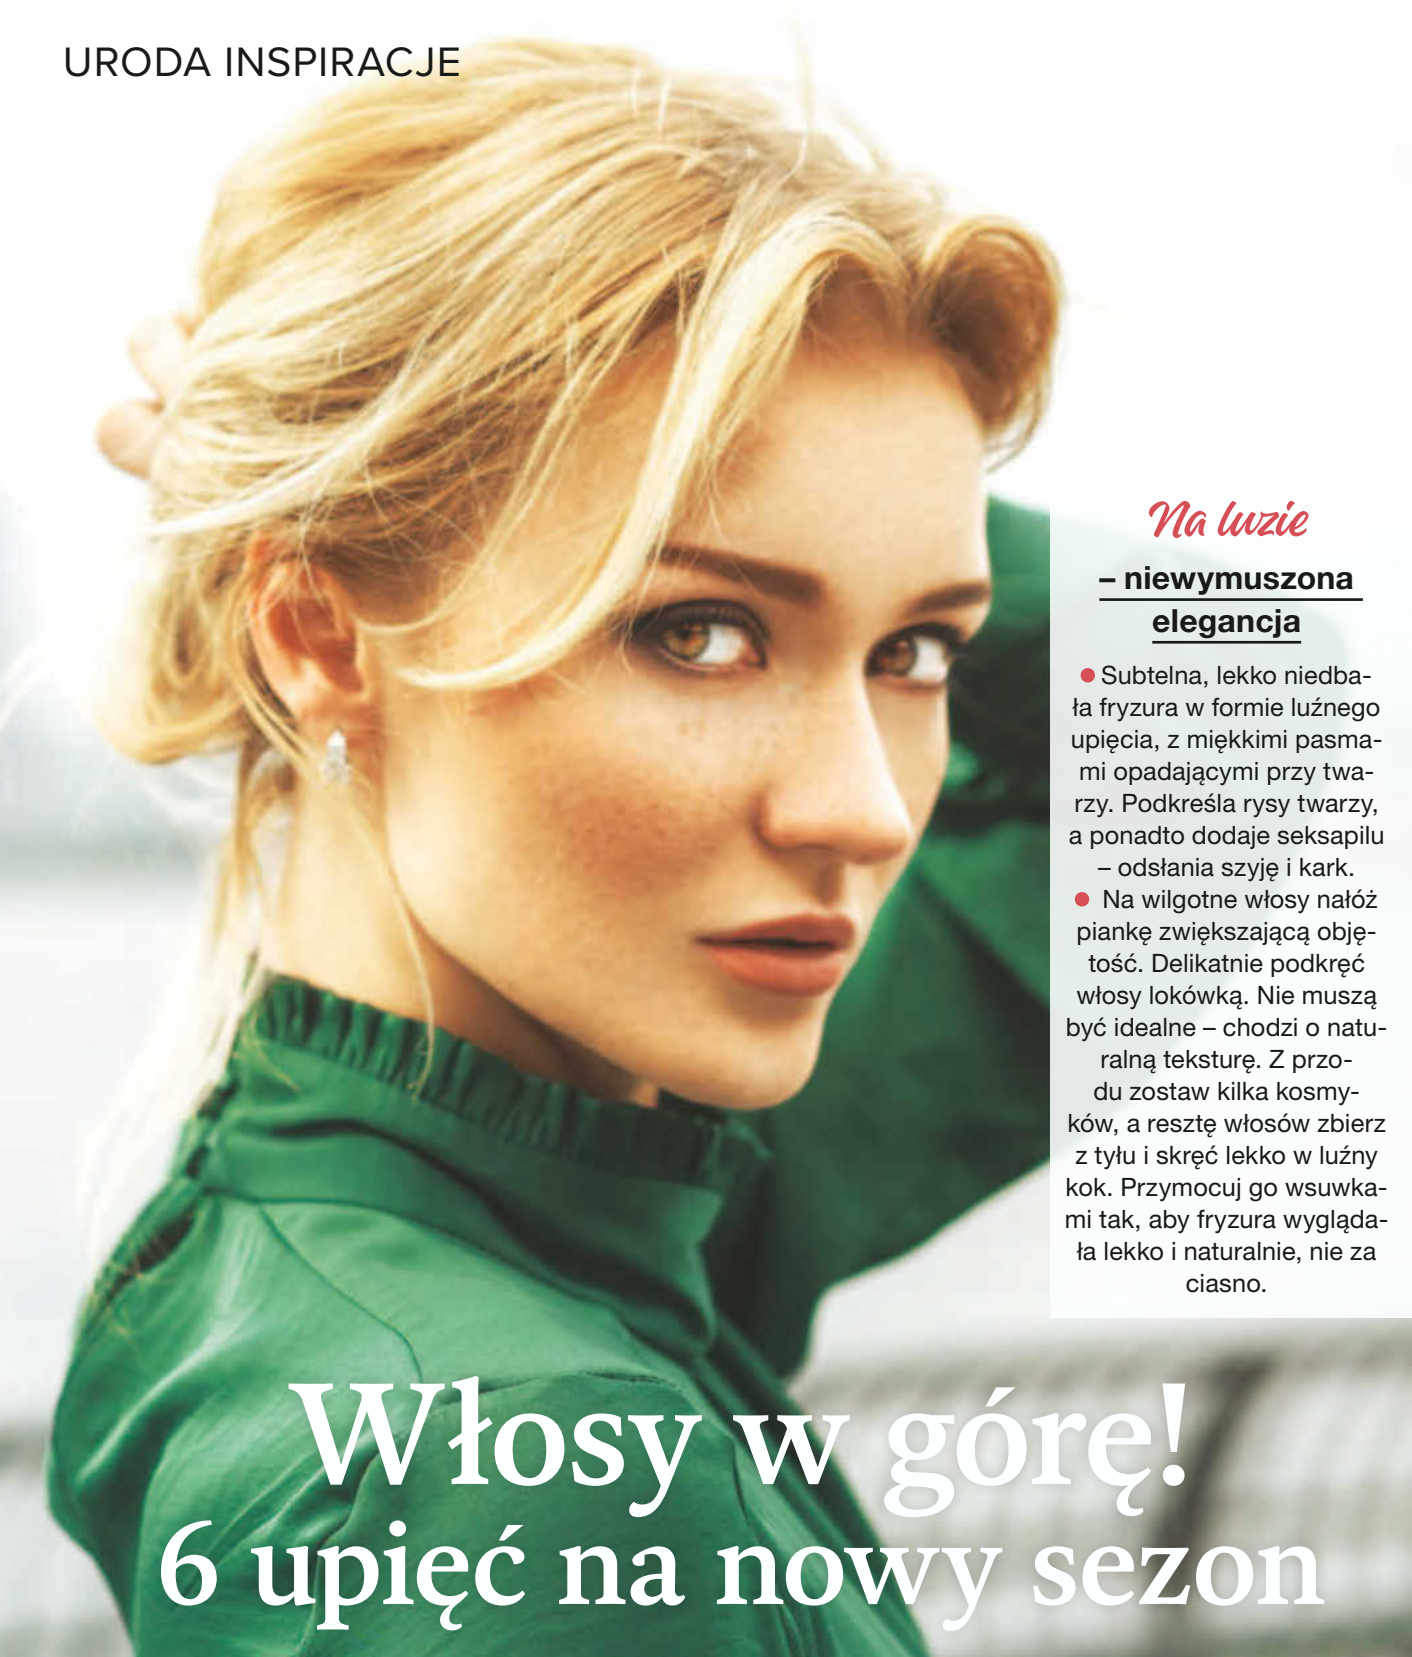 URODA INSPIRACJE
Na luzie
– niewymuszona
elegancja
● Subtelna, lekko niedba-
ła fryzura w formie luźnego
upięcia, z miękkimi pasma-
mi opadającymi przy twa-
rzy. Podkreśla rysy twarzy,
a ponadto dodaje seksapilu
– odsłania szyję i kark.
● Na wilgotne włosy nałóż
piankę zwiększającą obję-
tość. Delikatnie podkręć
włosy lokówką. Nie muszą
być idealne – chodzi o natu-
ralną teksturę. Z przo-
du zostaw kilka kosmy-
ków, a resztę włosów zbierz
z tyłu i skręć lekko w luźny
kok. Przymocuj go wsuwka-
mi tak, aby fryzura wygląda-
ła lekko i naturalnie, nie za
ciasno.
Włosy w górę!
6 upięć na nowy sezon